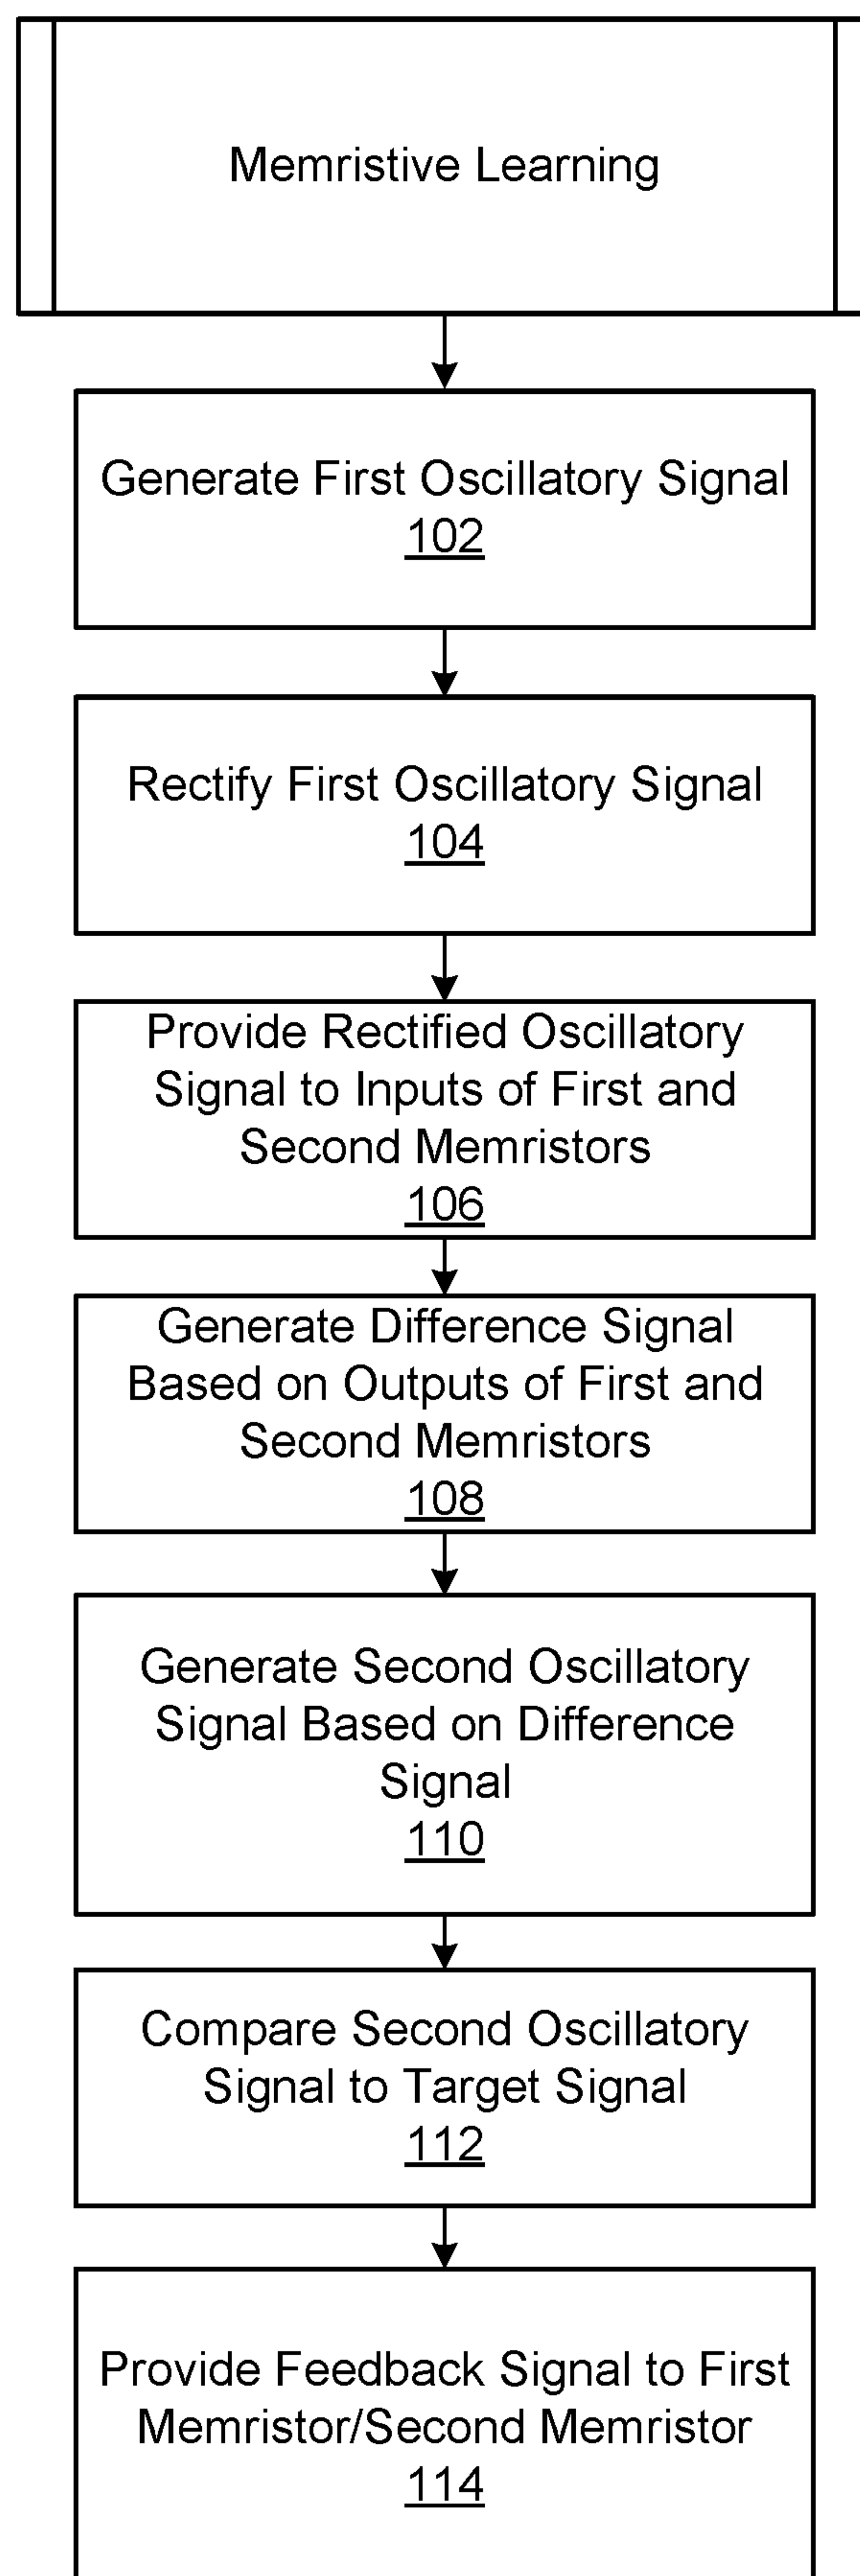 Memristive Learning
Generate First Oscillatory Signal
102
Rectify First Oscillatory Signal
104
Provide Rectified Oscillatory
Signal to Inputs of First and
Second Memristors
106
Generate Difference Signal
Based on Outputs of First and
Second Memristors
108
Generate Second Oscillatory
Signal Based on Difference
Signal
110
Compare Second Oscillatory
Signal to Target Signal
112
Provide Feedback Signal to First
Memristor/Second Memristor
114